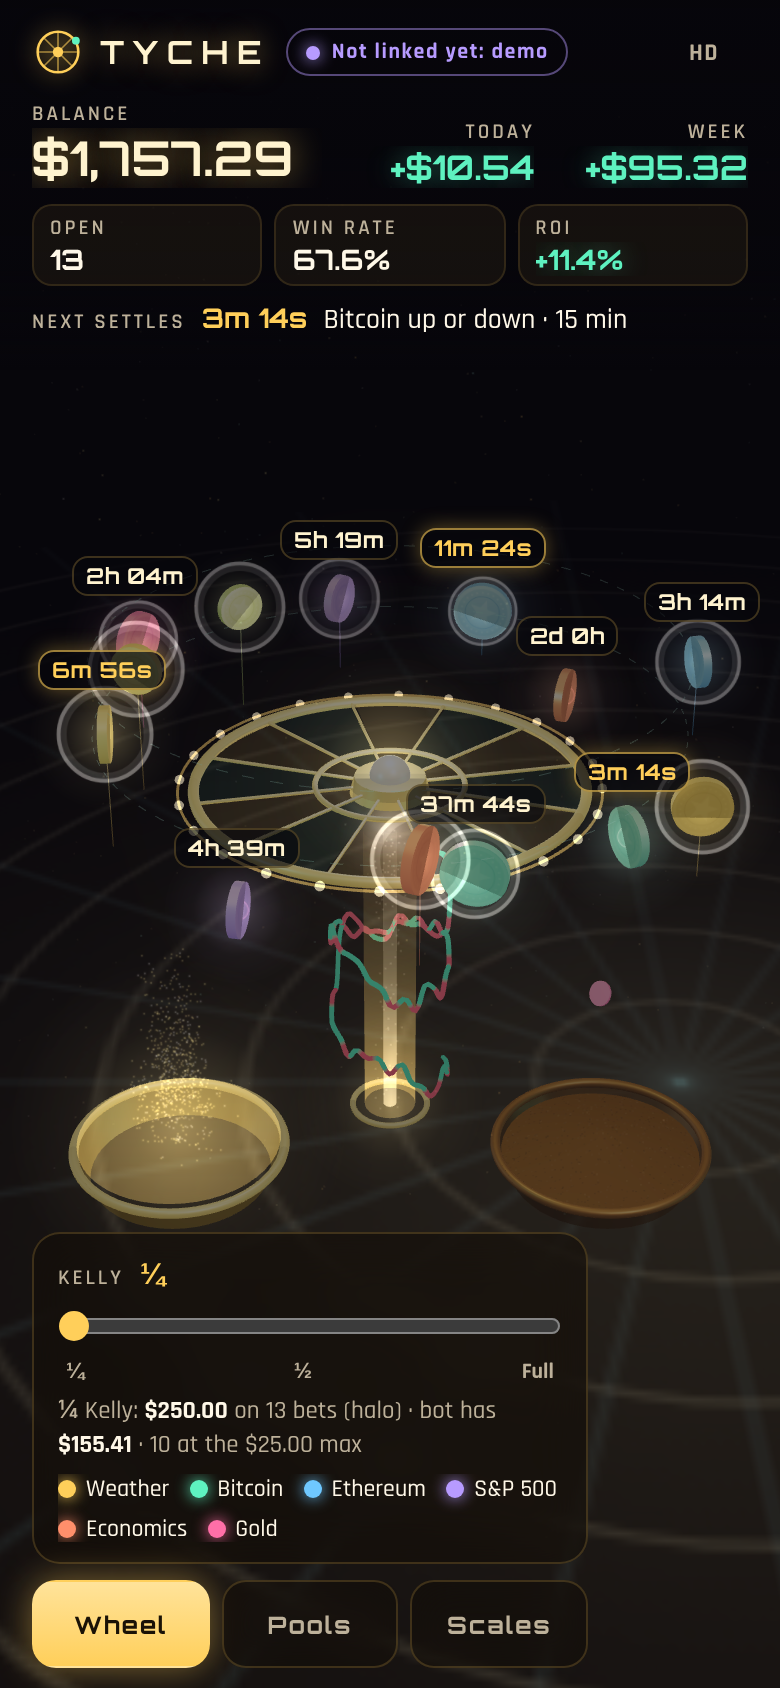 TYCHE
Not linked yet: demo
HD
BALANCE
$1,757.29
TODAY
+$10.54
WEEK
+$95.32
OPEN
13
WIN RATE
67.6%
ROI
+11.4%
NEXT SETTLES 3m 14s Bitcoin up or down · 15 min
5h 19m
11m 24s
2h 04m
3h 14m
2d 0h
6m 56s
3m 14s
37m 44s
4h 39m
KELLY ¼
¼
½
Full
¼ Kelly: $250.00 on 13 bets (halo) · bot has
$155.41 · 10 at the $25.00 max
Weather Bitcoin Ethereum S&P 500
Economics Gold
Wheel
Pools
Scales